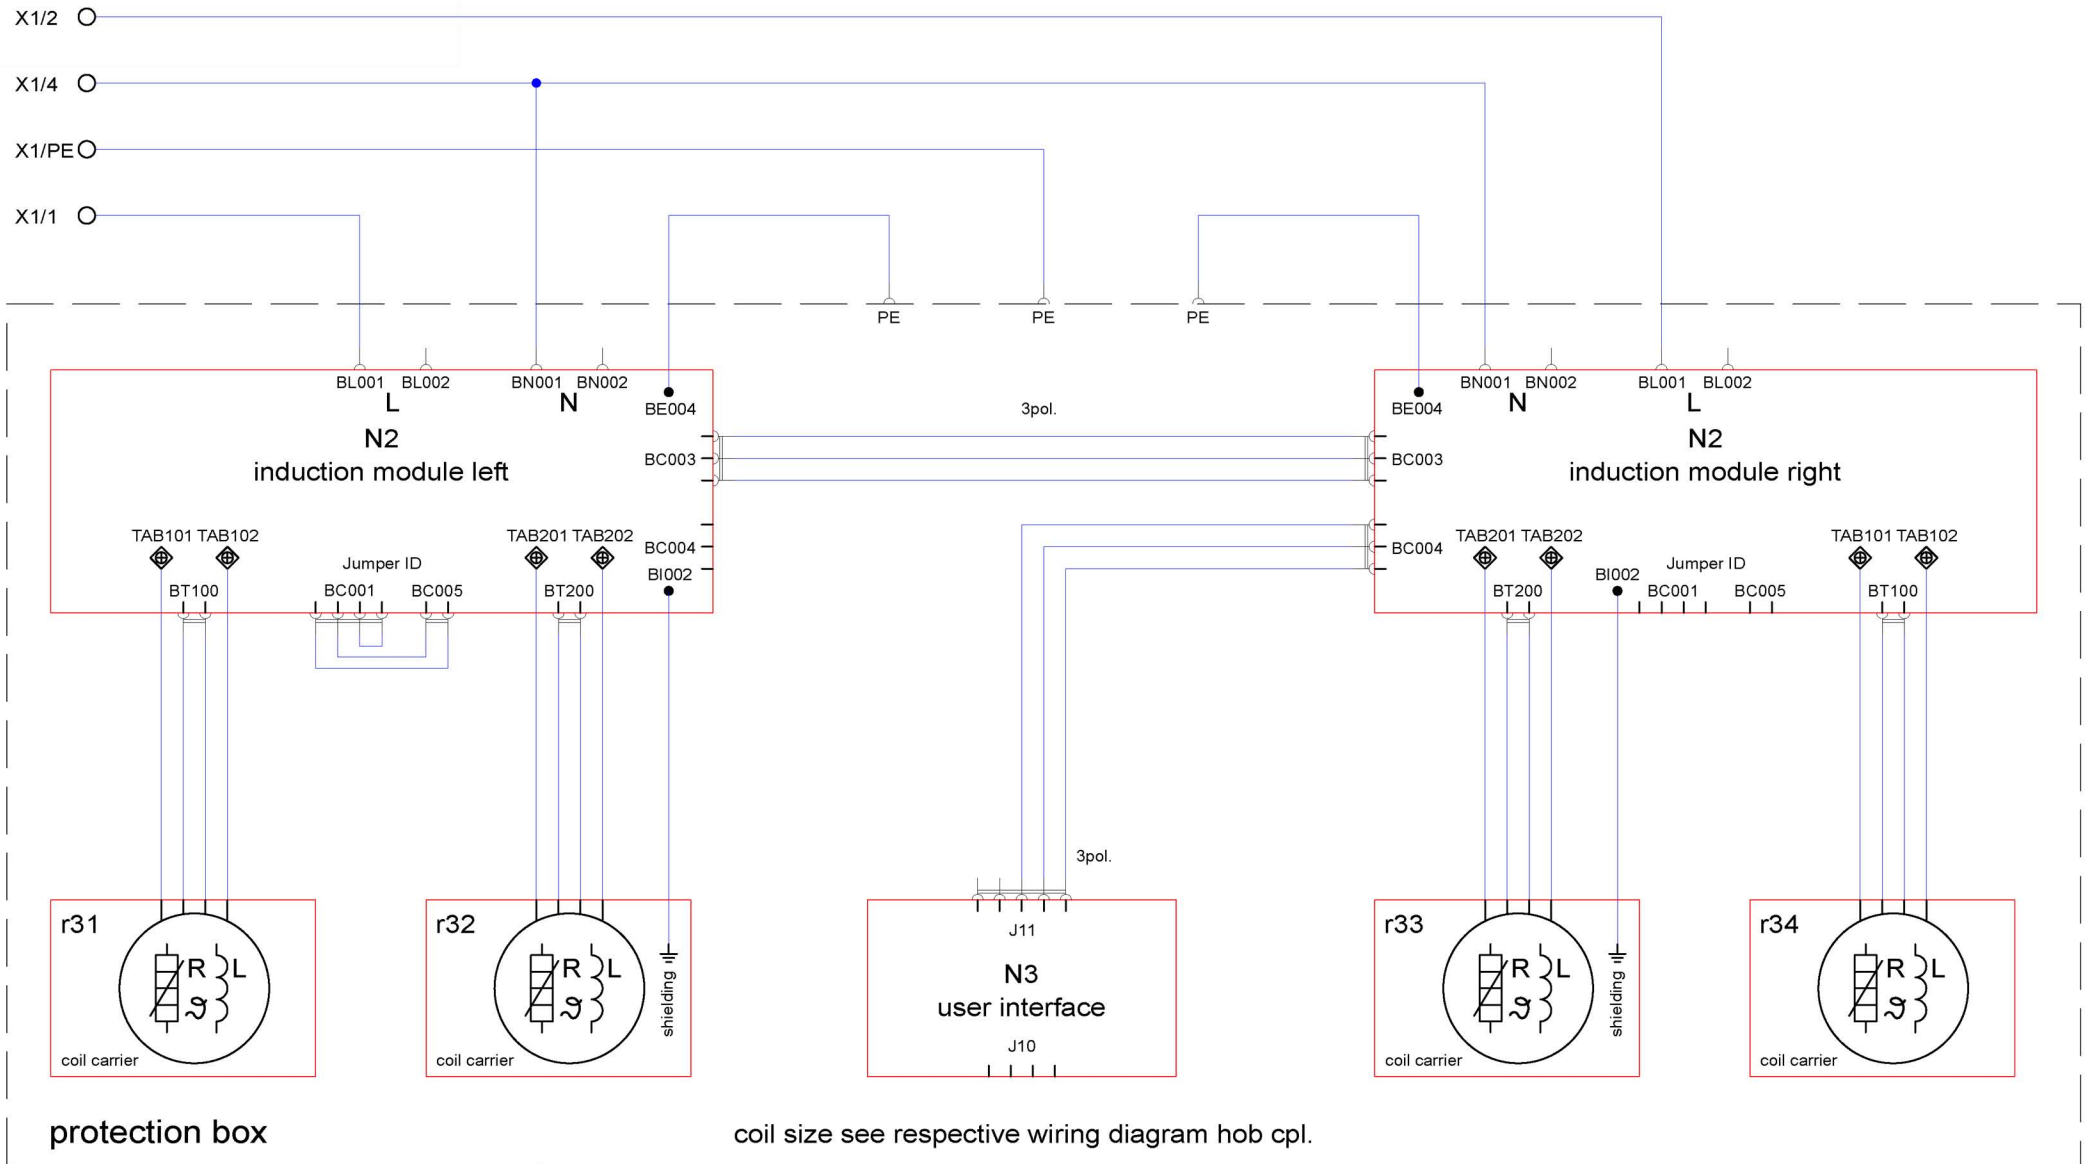 X1/2
X1/4
X1/PE
X1/1
PE PE PE
BL001 BL002 BN001 BN002
L N
BE004
N2
induction module left
BC003
3pol.
BN001 BN002 BL001 BL002
N L
BE004
N2
induction module right
BC003
TAB101 TAB102
BT100
Jumper ID
BC001 BC005
TAB201 TAB202
BT200
BC004
BI002
BC004
TAB201 TAB202
BT200
BI002
Jumper ID
BC001 BC005
TAB101 TAB102
BT100
3pol.
r31
R L
ϑ
coil carrier
r32
R L
ϑ
shielding
coil carrier
J11
N3
user interface
J10
r33
R L
ϑ
shielding
coil carrier
r34
R L
ϑ
coil carrier
protection box
coil size see respective wiring diagram hob cpl.